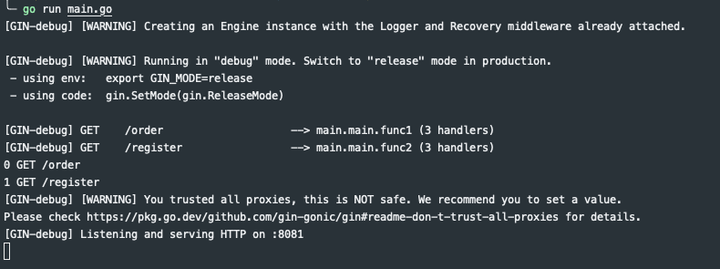 go run main.go
[GIN-debug] [WARNING] Creating an Engine instance with the Logger and Recovery middleware already attached.
[GIN-debug] [WARNING] Running in "debug" mode. Switch to "release" mode in production.
- using env:   export GIN_MODE=release
- using code:  gin.SetMode(gin.ReleaseMode)
[GIN-debug] GET    /order                    --> main.main.func1 (3 handlers)
[GIN-debug] GET    /register                 --> main.main.func2 (3 handlers)
0 GET /order
1 GET /register
[GIN-debug] [WARNING] You trusted all proxies, this is NOT safe. We recommend you to set a value.
Please check https://pkg.go.dev/github.com/gin-gonic/gin#readme-don-t-trust-all-proxies for details.
[GIN-debug] Listening and serving HTTP on :8081